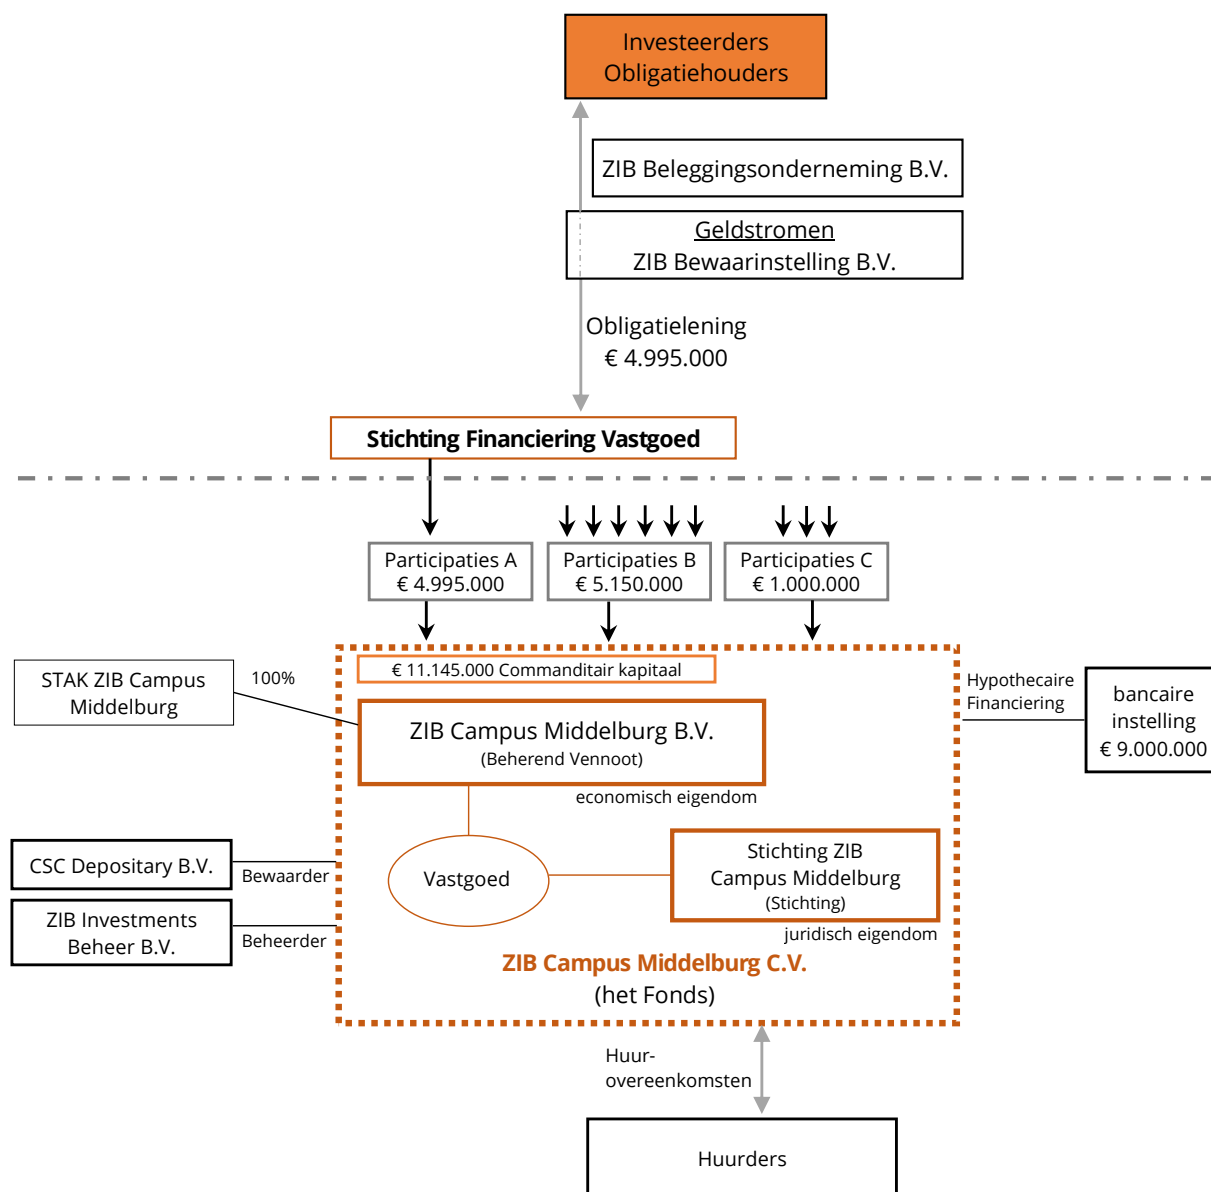 Investeerders
Obligatiehouders
ZIB Beleggingsonderneming B.V.
Geldstromen
ZIB Bewaarinstelling B.V.
Obligatielening
€ 4.995.000
Stichting Financiering Vastgoed
Participaties A
€ 4.995.000
Participaties B
€ 5.150.000
Participaties C
€ 1.000.000
€ 11.145.000 Commanditair kapitaal
STAK ZIB Campus
Middelburg
100%
ZIB Campus Middelburg B.V.
(Beherend Vennoot)
economisch eigendom
Hypothecaire
Financiering
bancaire
instelling
€ 9.000.000
CSC Depositary B.V.
Bewaarder
Vastgoed
Stichting ZIB
Campus Middelburg
(Stichting)
juridisch eigendom
ZIB Investments
Beheer B.V.
Beheerder
ZIB Campus Middelburg C.V.
(het Fonds)
Huur-
overeenkomsten
Huurders